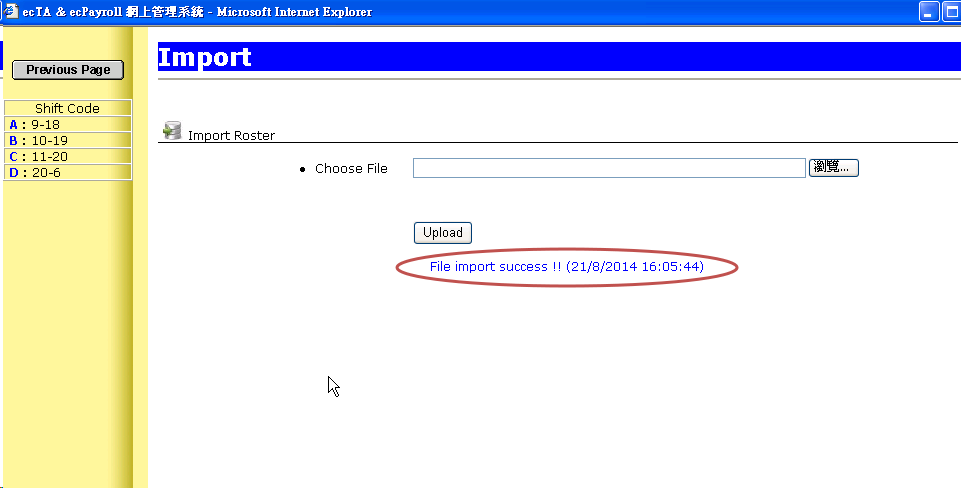 ecTA & ecPayroll 網上管理系統 - Microsoft Internet Explorer
Previous Page
Shift Code
A : 9-18
B : 10-19
C : 11-20
D : 20-6
Import
Import Roster
• Choose File
瀏覽...
Upload
File import success !! (21/8/2014 16:05:44)